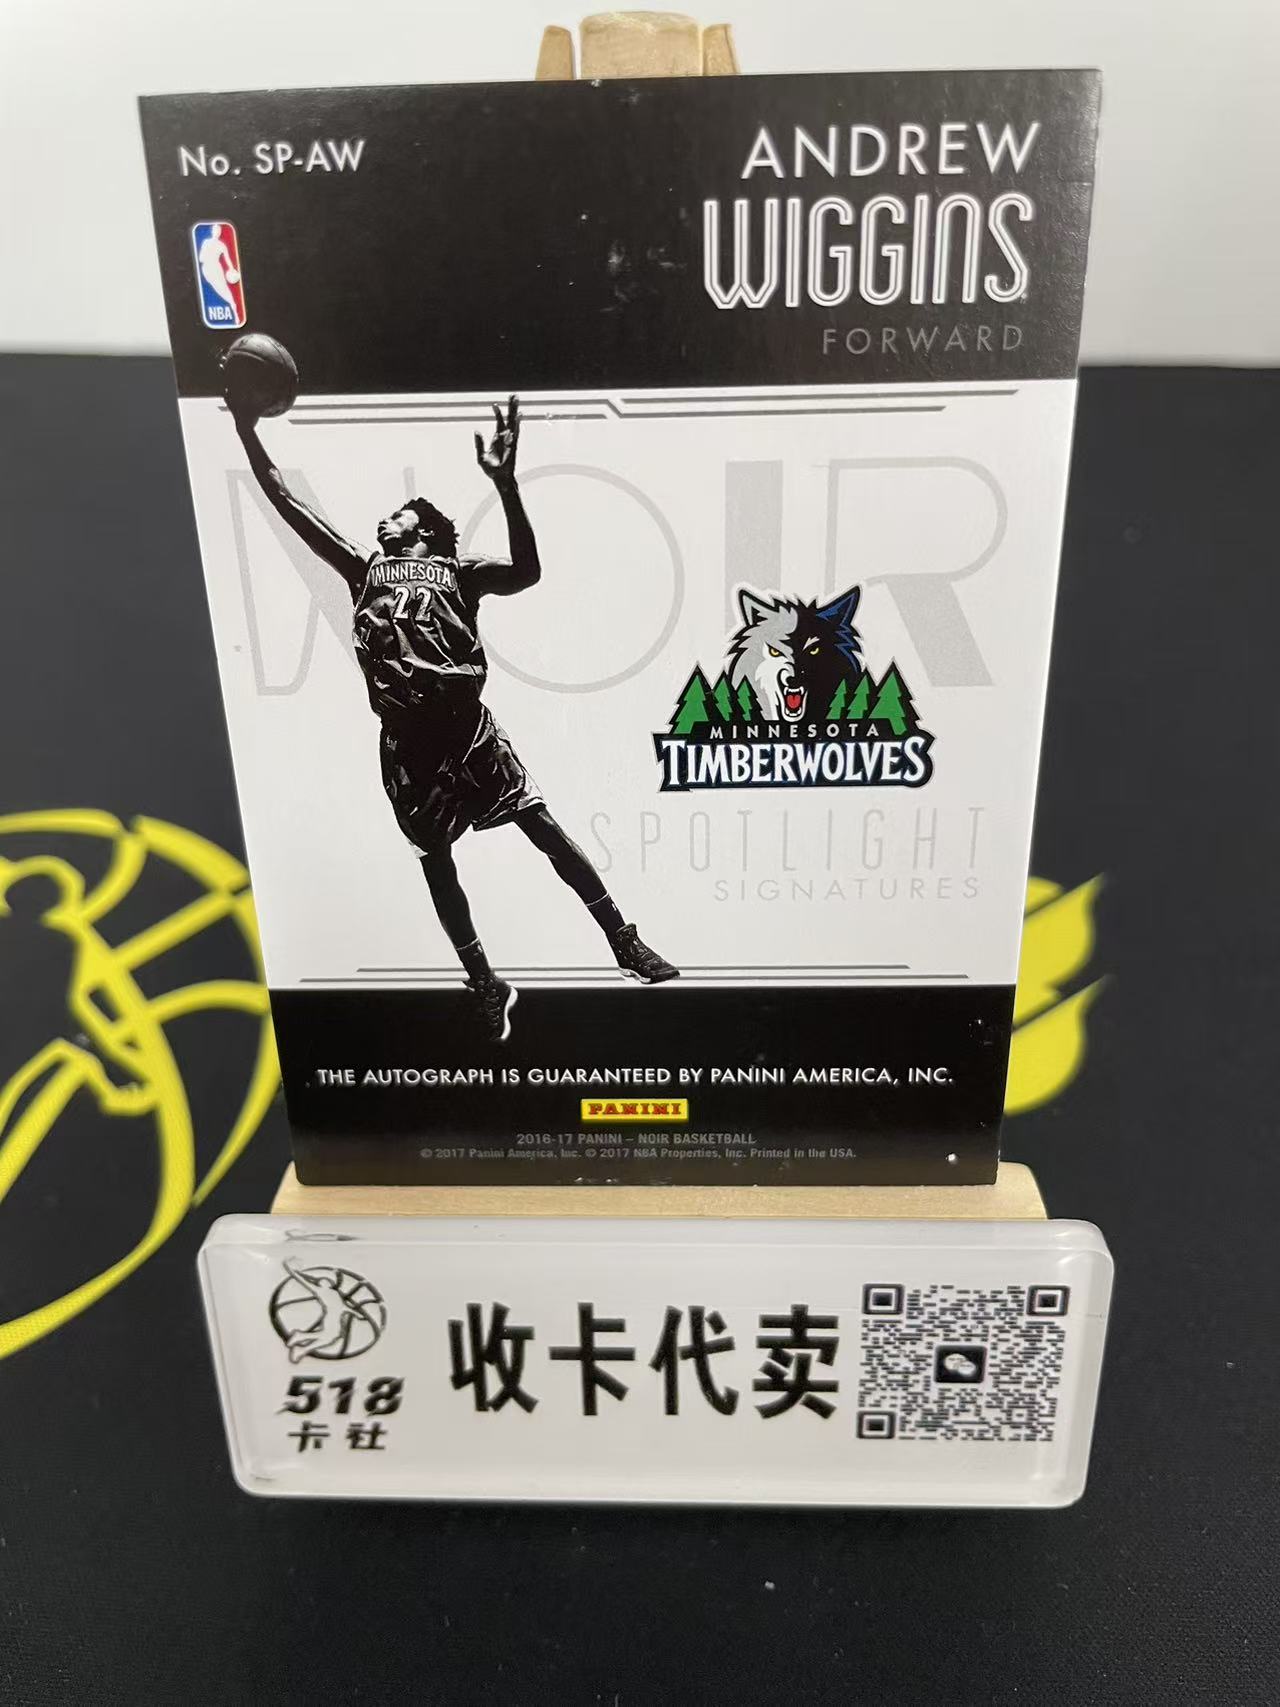 No. SP-AW
ANDREW
WIGGINS
FORWARD
NBA
NOIR
MINNESOTA
22
MINNESOTA
TIMBERWOLVES
SPOTLIGHT
SIGNATURES
THE AUTOGRAPH IS GUARANTEED BY PANINI AMERICA, INC.
PANINI
2016-17 PANINI – NOIR BASKETBALL
© 2017 Panini America, Inc. © 2017 NBA Properties, Inc. Printed in the USA.
518
卡社
收卡代卖